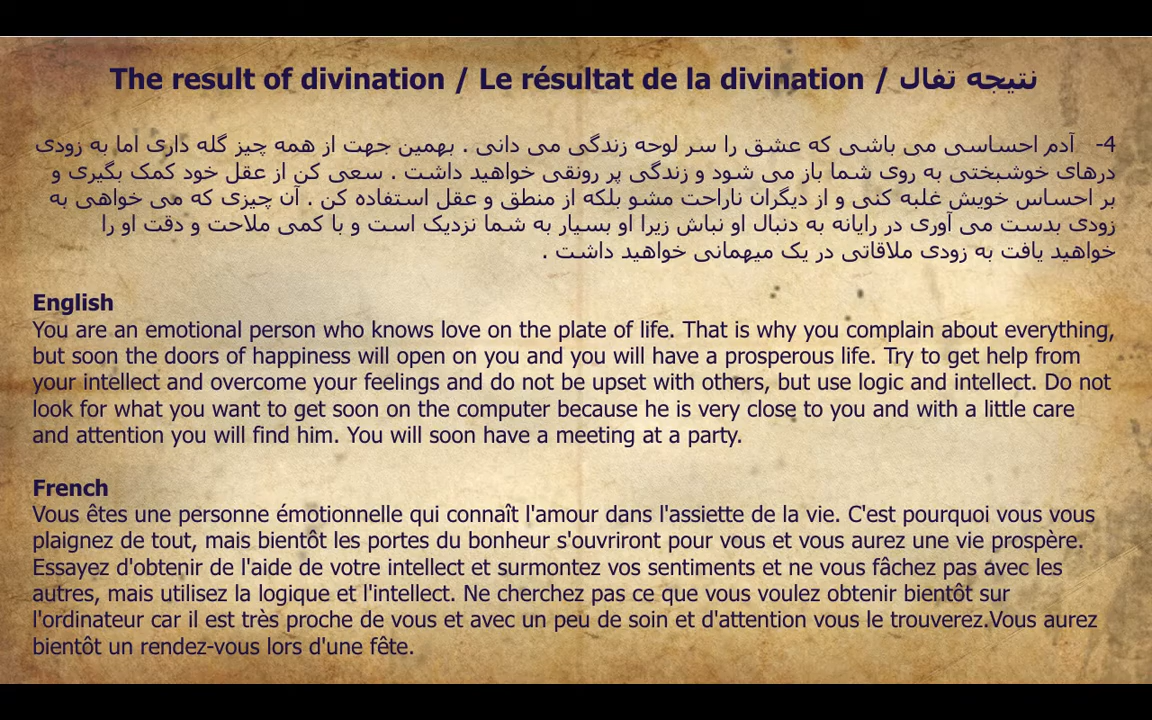 The result of divination / Le résultat de la divination / نتیجه تفال
4-   آدم احساسی می باشی که عشق را سر لوحه زندگی می دانی . بهمین جهت از همه چیز گله داری اما به زودی
درهای خوشبختی به روی شما باز می شود و زندگی پر رونقی خواهید داشت . سعی کن از عقل خود کمک بگیری و
بر احساس خویش غلبه کنی و از دیگران ناراحت مشو بلکه از منطق و عقل استفاده کن . آن چیزی که می خواهی به
زودی بدست می آوری در رایانه به دنبال او نباش زیرا او بسیار به شما نزدیک است و با کمی ملاحت و دقت او را
خواهید یافت به زودی ملاقاتی در یک میهمانی خواهید داشت .
English
You are an emotional person who knows love on the plate of life. That is why you complain about everything,
but soon the doors of happiness will open on you and you will have a prosperous life. Try to get help from
your intellect and overcome your feelings and do not be upset with others, but use logic and intellect. Do not
look for what you want to get soon on the computer because he is very close to you and with a little care
and attention you will find him. You will soon have a meeting at a party.
French
Vous êtes une personne émotionnelle qui connaît l'amour dans l'assiette de la vie. C'est pourquoi vous vous
plaignez de tout, mais bientôt les portes du bonheur s'ouvriront pour vous et vous aurez une vie prospère.
Essayez d'obtenir de l'aide de votre intellect et surmontez vos sentiments et ne vous fâchez pas avec les
autres, mais utilisez la logique et l'intellect. Ne cherchez pas ce que vous voulez obtenir bientôt sur
l'ordinateur car il est très proche de vous et avec un peu de soin et d'attention vous le trouverez.Vous aurez
bientôt un rendez-vous lors d'une fête.